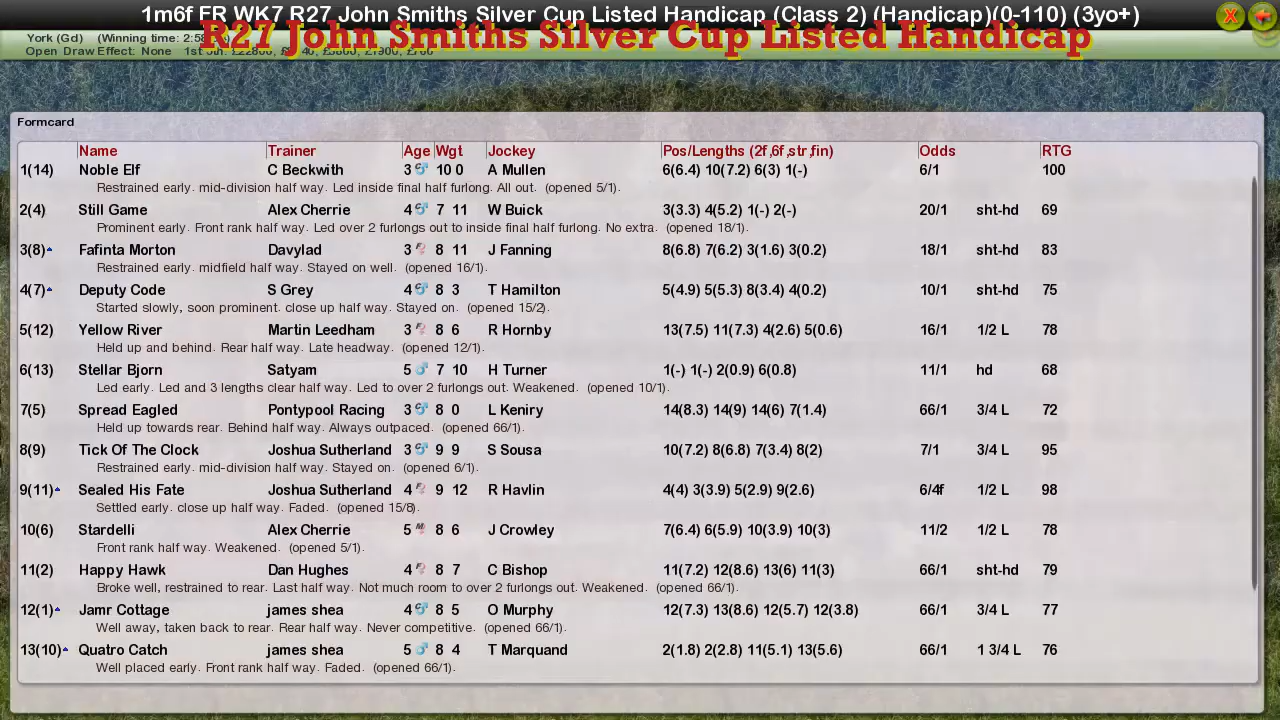 1m6f FR WK7 R27 John Smiths Silver Cup Listed Handicap (Class 2) (Handicap)(0-110) (3yo+)
R27 John Smiths Silver Cup Listed Handicap
York (Gd) (Winning time:
Open Draw Effect: None 1st
Formcard
Name Trainer Age Wgt Jockey Pos/Lengths (2f,6f,str,fin) Odds RTG
1(14) Noble Elf C Beckwith 3 10 0 A Mullen 6(6.4) 10(7.2) 6(3) 1(-) 6/1 100
Restrained early. mid-division half way. Led inside final half furlong. All out. (opened 5/1).
2(4) Still Game Alex Cherrie 4 7 11 W Buick 3(3.3) 4(5.2) 1(-) 2(-) 20/1 sht-hd 69
Prominent early. Front rank half way. Led over 2 furlongs out to inside final half furlong. No extra. (opened 18/1).
3(8) Fafinta Morton Davylad 3 8 11 J Fanning 8(6.8) 7(6.2) 3(1.6) 3(0.2) 18/1 sht-hd 83
Restrained early. midfield half way. Stayed on well. (opened 16/1).
4(7) Deputy Code S Grey 4 8 3 T Hamilton 5(4.9) 5(5.3) 8(3.4) 4(0.2) 10/1 sht-hd 75
Started slowly, soon prominent. close up half way. Stayed on. (opened 15/2).
5(12) Yellow River Martin Leedham 3 8 6 R Hornby 13(7.5) 11(7.3) 4(2.6) 5(0.6) 16/1 1/2 L 78
Held up and behind. Rear half way. Late headway. (opened 12/1).
6(13) Stellar Bjorn Satyam 5 7 10 H Turner 1(-) 1(-) 2(0.9) 6(0.8) 11/1 hd 68
Led early. Led and 3 lengths clear half way. Led to over 2 furlongs out. Weakened. (opened 10/1).
7(5) Spread Eagled Pontypool Racing 3 8 0 L Keniry 14(8.3) 14(9) 14(6) 7(1.4) 66/1 3/4 L 72
Held up towards rear. Behind half way. Always outpaced. (opened 66/1).
8(9) Tick Of The Clock Joshua Sutherland 3 9 9 S Sousa 10(7.2) 8(6.8) 7(3.4) 8(2) 7/1 3/4 L 95
Restrained early. mid-division half way. Stayed on. (opened 6/1).
9(11) Sealed His Fate Joshua Sutherland 4 9 12 R Havlin 4(4) 3(3.9) 5(2.9) 9(2.6) 6/4f 1/2 L 98
Settled early. close up half way. Faded. (opened 15/8).
10(6) Stardelli Alex Cherrie 5 8 6 J Crowley 7(6.4) 6(5.9) 10(3.9) 10(3) 11/2 1/2 L 78
Front rank half way. Weakened. (opened 5/1).
11(2) Happy Hawk Dan Hughes 4 8 7 C Bishop 11(7.2) 12(8.6) 13(6) 11(3) 66/1 sht-hd 79
Broke well, restrained to rear. Last half way. Not much room to over 2 furlongs out. Weakened. (opened 66/1).
12(1) Jamr Cottage james shea 4 8 5 O Murphy 12(7.3) 13(8.6) 12(5.7) 12(3.8) 66/1 3/4 L 77
Well away, taken back to rear. Rear half way. Never competitive. (opened 66/1).
13(10) Quatro Catch james shea 5 8 4 T Marquand 2(1.8) 2(2.8) 11(5.1) 13(5.6) 66/1 1 3/4 L 76
Well placed early. Front rank half way. Faded. (opened 66/1).